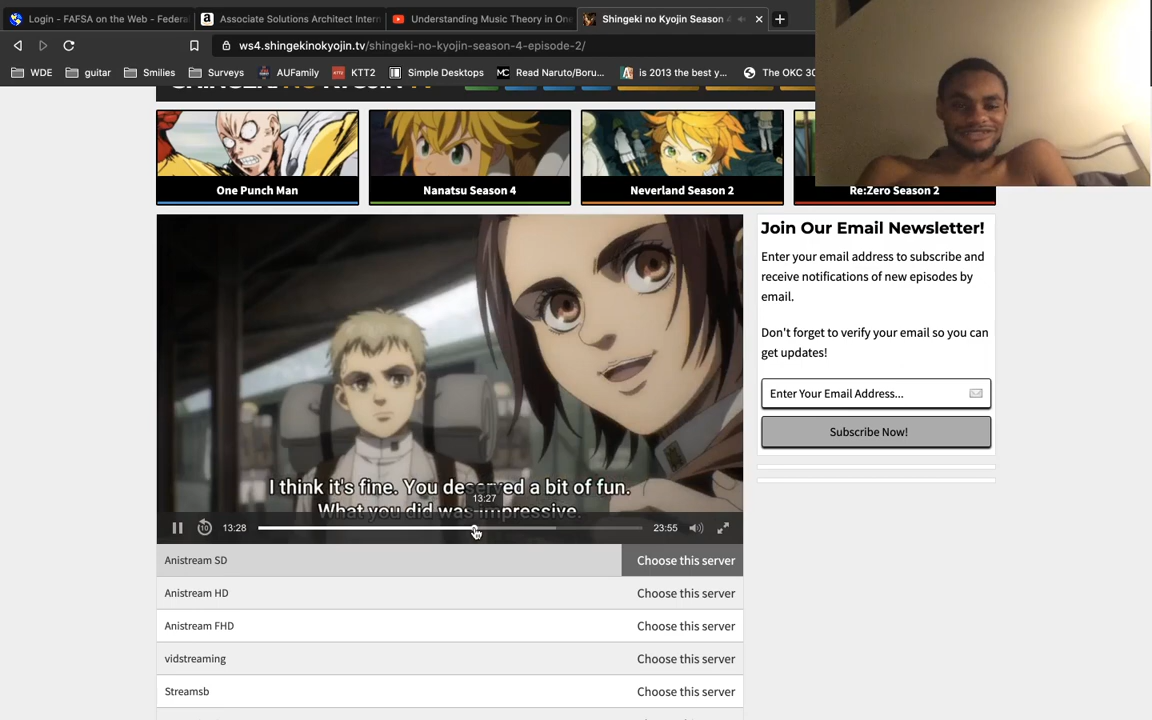 Login - FAFSA on the Web - Federa
Associate Solutions Architect Intern
Understanding Music Theory in One
Shingeki no Kyojin Season 4
ws4.shingekinokyojin.tv/shingeki-no-kyojin-season-4-episode-2/
WDE
guitar
Smilies
Surveys
AUFamily
KTT2
Simple Desktops
Read Naruto/Boru...
is 2013 the best y...
The OKC 30
One Punch Man
Nanatsu Season 4
Neverland Season 2
Re:Zero Season 2
I think it's fine. You deserved a bit of fun.
What you did was impressive.
13:27
10
13:28
23:55
Join Our Email Newsletter!
Enter your email address to subscribe and
receive notifications of new episodes by
email.
Don't forget to verify your email so you can
get updates!
Enter Your Email Address...
Subscribe Now!
Anistream SD
Choose this server
Anistream HD
Choose this server
Anistream FHD
Choose this server
vidstreaming
Choose this server
Streamsb
Choose this server